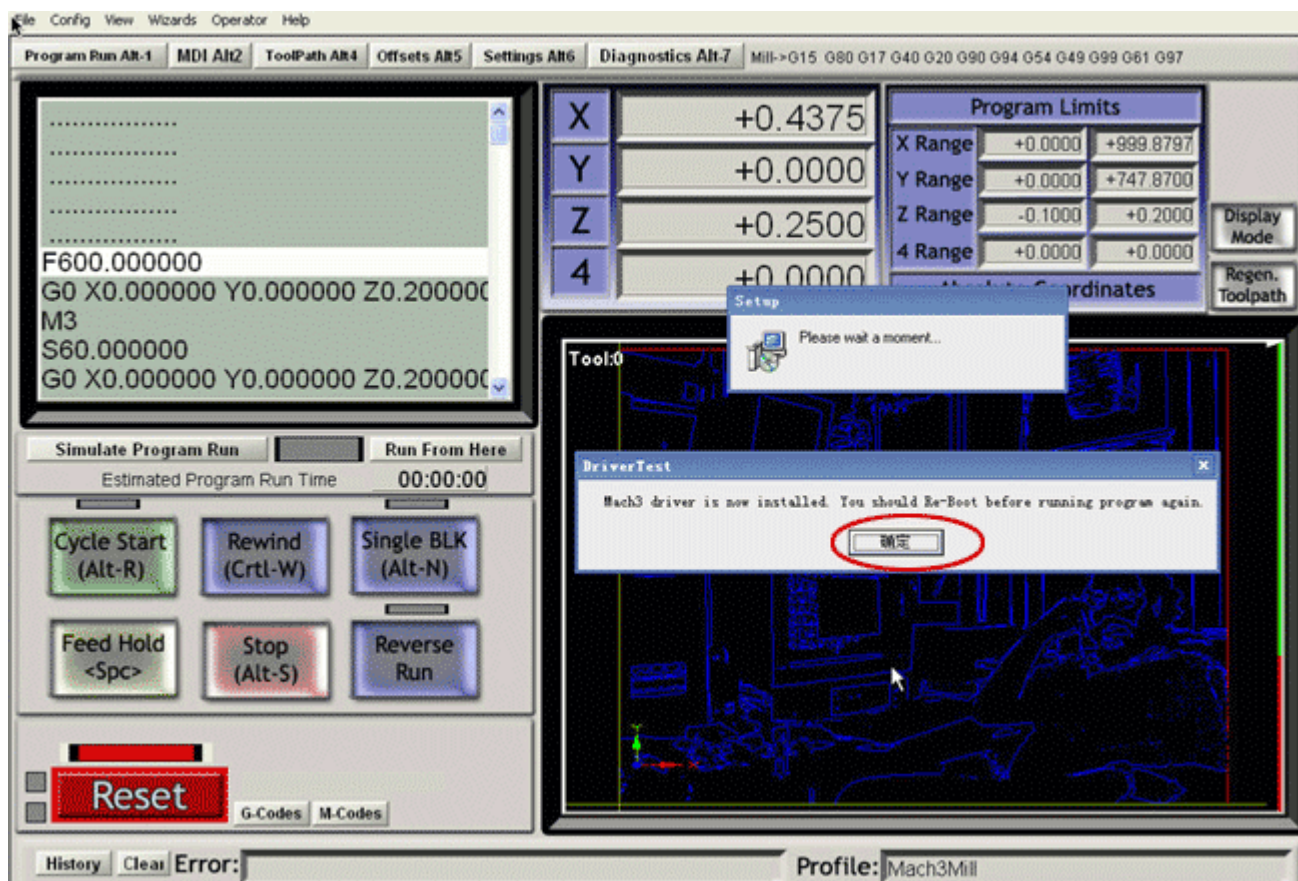 File Config View Wizards Operator Help
Program Run Alt-1 MDI Alt2 ToolPath Alt4 Offsets Alt5 Settings Alt6 Diagnostics Alt-7 Mill->G15 G80 G17 G40 G20 G90 G94 G54 G49 G99 G61 G97
................
................
................
................
F600.000000
G0 X0.000000 Y0.000000 Z0.200000
M3
S60.000000
G0 X0.000000 Y0.000000 Z0.200000
X +0.4375
Y +0.0000
Z +0.2500
4 +0.0000
Program Limits
X Range +0.0000 +999.8797
Y Range +0.0000 +747.8700
Z Range -0.1000 +0.2000
4 Range +0.0000 +0.0000
Display
Mode
Regen.
Toolpath
Setup
Please wait a moment...
Tool:0
DriverTest
Mach3 driver is now installed. You should Re-Boot before running program again.
确定
Simulate Program Run Run From Here
Estimated Program Run Time 00:00:00
Cycle Start
(Alt-R)
Rewind
(Crtl-W)
Single BLK
(Alt-N)
Feed Hold
<Spc>
Stop
(Alt-S)
Reverse
Run
Y
X
Reset
G-Codes M-Codes
History Clear Error:
Profile: Mach3Mill